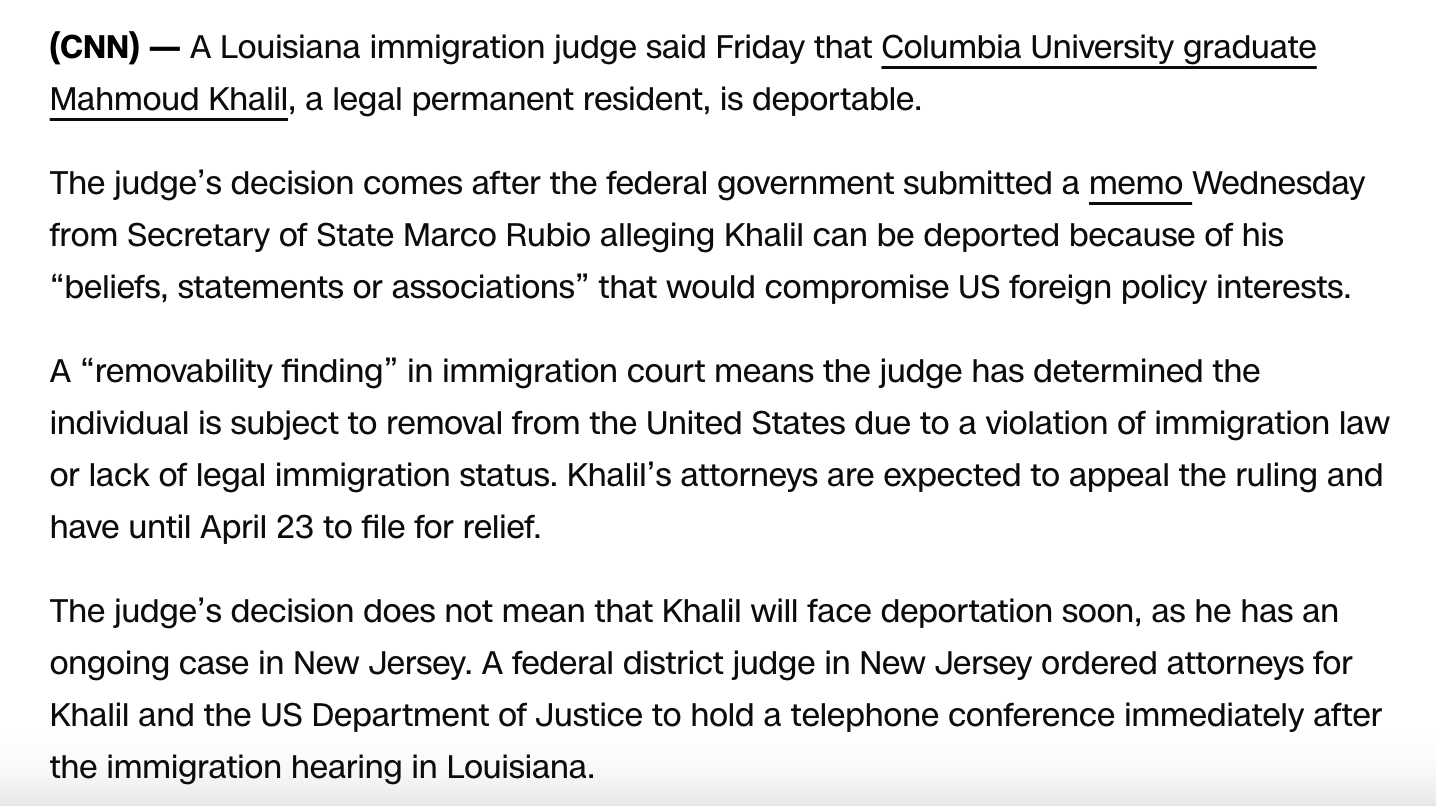 (CNN) — A Louisiana immigration judge said Friday that Columbia University graduate
Mahmoud Khalil, a legal permanent resident, is deportable.
The judge’s decision comes after the federal government submitted a memo Wednesday
from Secretary of State Marco Rubio alleging Khalil can be deported because of his
“beliefs, statements or associations” that would compromise US foreign policy interests.
A “removability finding” in immigration court means the judge has determined the
individual is subject to removal from the United States due to a violation of immigration law
or lack of legal immigration status. Khalil’s attorneys are expected to appeal the ruling and
have until April 23 to file for relief.
The judge’s decision does not mean that Khalil will face deportation soon, as he has an
ongoing case in New Jersey. A federal district judge in New Jersey ordered attorneys for
Khalil and the US Department of Justice to hold a telephone conference immediately after
the immigration hearing in Louisiana.